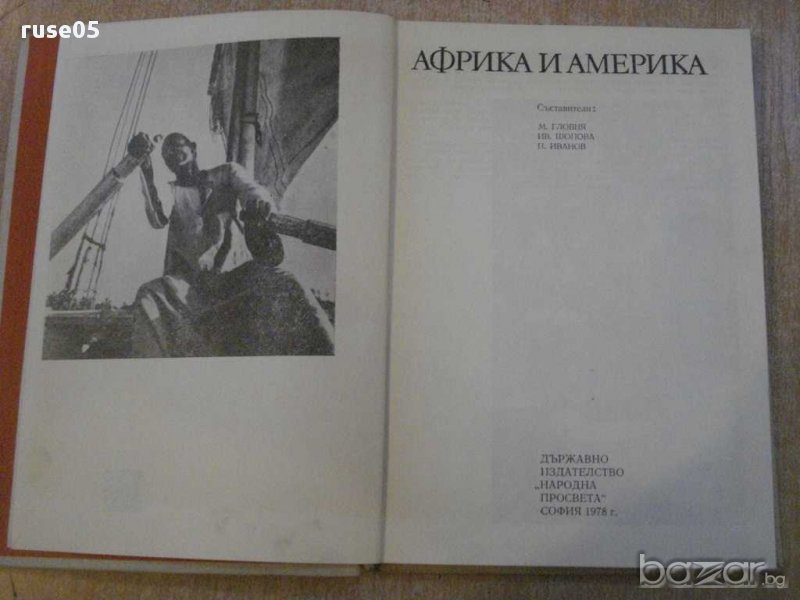 ruse05
АФРИКА И АМЕРИКА
Съставители:
М. ГЛОВНЯ
ИВ. ШОПОВА
П. ИВАНОВ
ДЪРЖАВНО
ИЗДАТЕЛСТВО
„НАРОДНА
ПРОСВЕТА“
СОФИЯ 1978 г.
bazar.bg